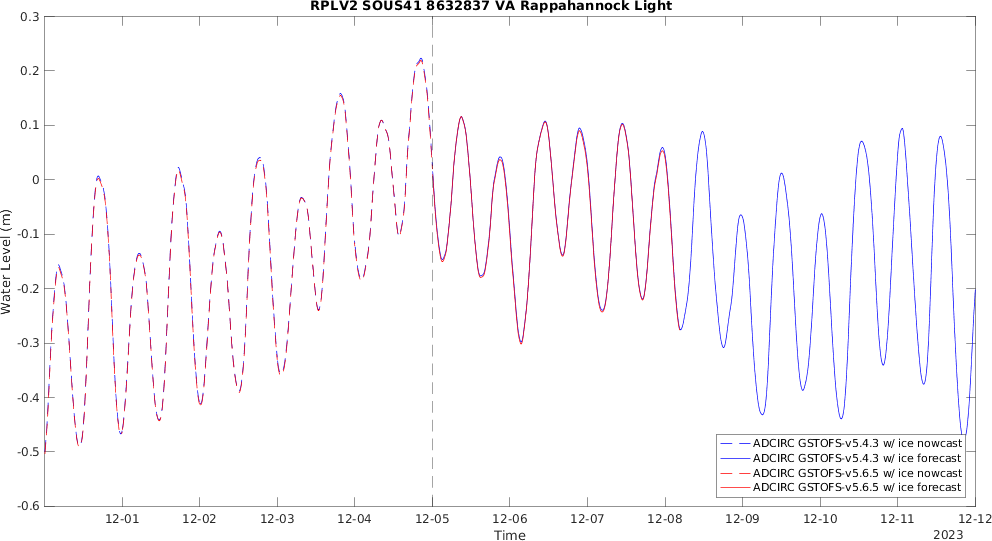 RPLV2 SOUS41 8632837 VA Rappahannock Light
0.3
0.2
0.1
0
-0.1
-0.2
-0.3
-0.4
-0.5
-0.6
Water Level (m)
12-01 12-02 12-03 12-04 12-05 12-06 12-07 12-08 12-09 12-10 12-11 12-12
Time
2023
ADCIRC GSTOFS-v5.4.3 w/ ice nowcast
ADCIRC GSTOFS-v5.4.3 w/ ice forecast
ADCIRC GSTOFS-v5.6.5 w/ ice nowcast
ADCIRC GSTOFS-v5.6.5 w/ ice forecast